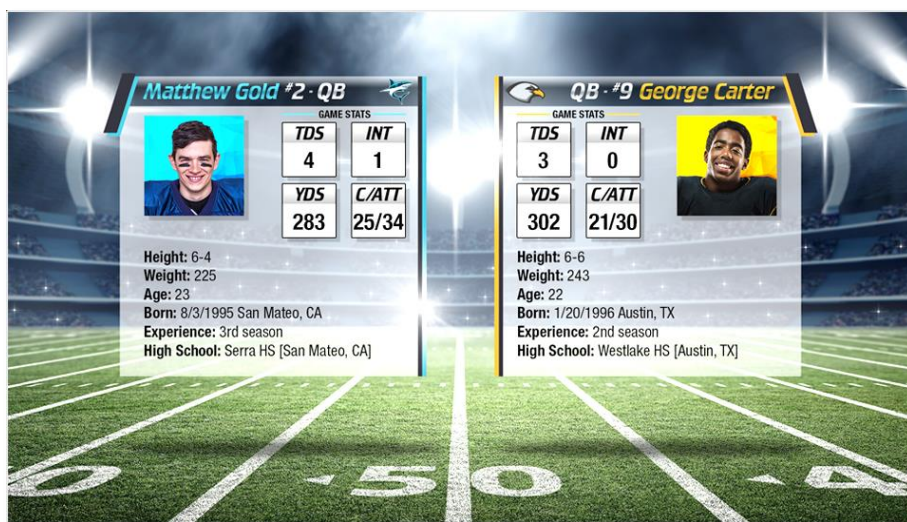 Matthew Gold #2 - QB
GAME STATS
TDS INT
4 1
YDS C/ATT
283 25/34
Height: 6-4
Weight: 225
Age: 23
Born: 8/3/1995 San Mateo, CA
Experience: 3rd season
High School: Serra HS [San Mateo, CA]
QB - #9 George Carter
GAME STATS
TDS INT
3 0
YDS C/ATT
302 21/30
Height: 6-6
Weight: 243
Age: 22
Born: 1/20/1996 Austin, TX
Experience: 2nd season
High School: Westlake HS [Austin, TX]
0 50 4